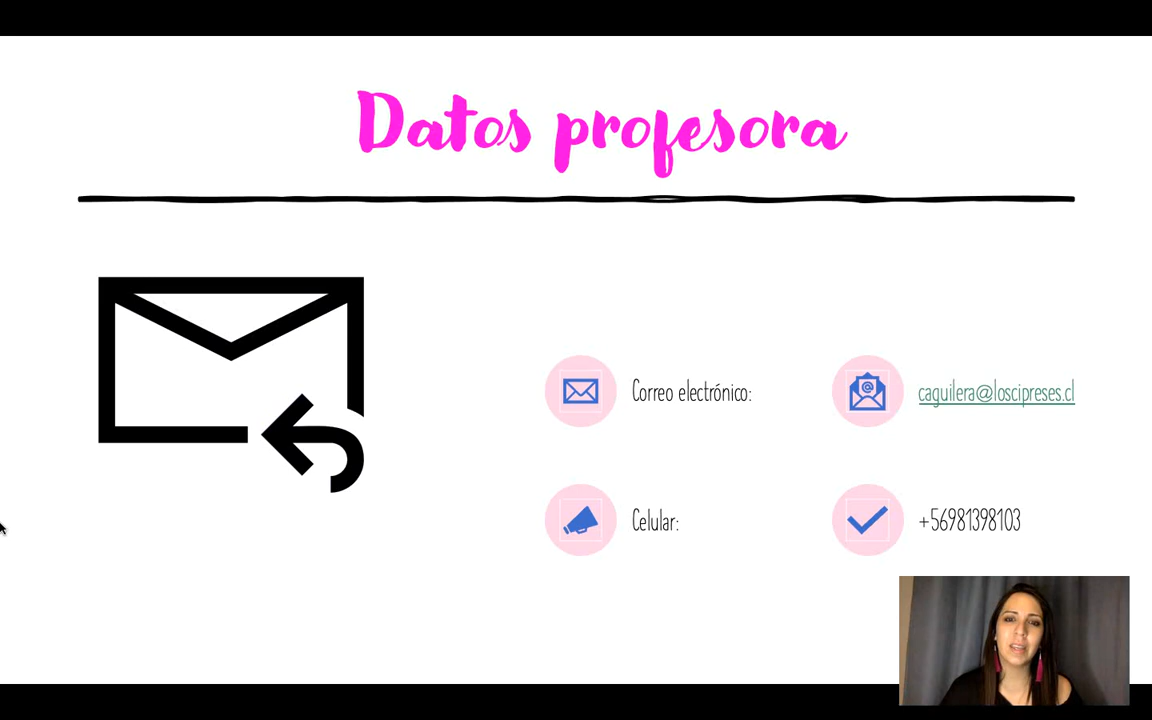 Datos profesora
Correo electrónico:
caguilera@loscipreses.cl
Celular:
+56981398103